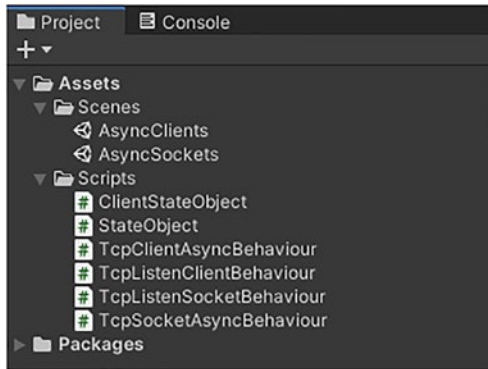 Project Console
+
Assets
Scenes
AsyncClients
AsyncSockets
Scripts
# ClientStateObject
# StateObject
# TcpClientAsyncBehaviour
# TcpListenClientBehaviour
# TcpListenSocketBehaviour
# TcpSocketAsyncBehaviour
Packages